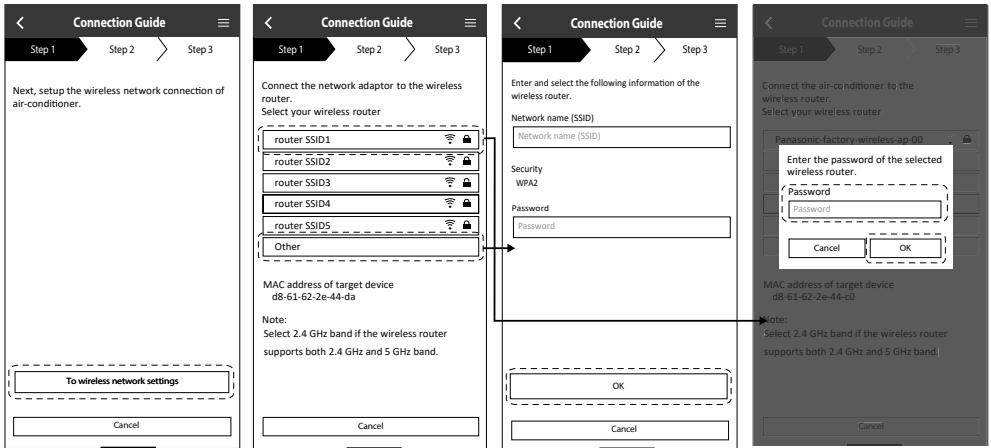 Connection Guide
Step 1 Step 2 Step 3
Next, setup the wireless network connection of
air-conditioner.
To wireless network settings
Cancel
Connection Guide
Step 1 Step 2 Step 3
Connect the network adaptor to the wireless
router.
Select your wireless router
router SSID1
router SSID2
router SSID3
router SSID4
router SSID5
Other
MAC address of target device
d8-61-62-2e-44-da
Note:
Select 2.4 GHz band if the wireless router
supports both 2.4 GHz and 5 GHz band.
Cancel
Connection Guide
Step 1 Step 2 Step 3
Enter and select the following information of the
wireless router.
Network name (SSID)
Network name (SSID)
Security
WPA2
Password
Password
OK
Cancel
Connection Guide
Step 1 Step 2 Step 3
Connect the air-conditioner to the
wireless router.
Select your wireless router
Panasonic-factory-wireless-ap-00
Enter the password of the selected
wireless router.
Password
Password
Cancel OK
MAC address of target device
d8-61-62-2e-44-c0
Note:
Select 2.4 GHz band if the wireless router
supports both 2.4 GHz and 5 GHz band.
Cancel